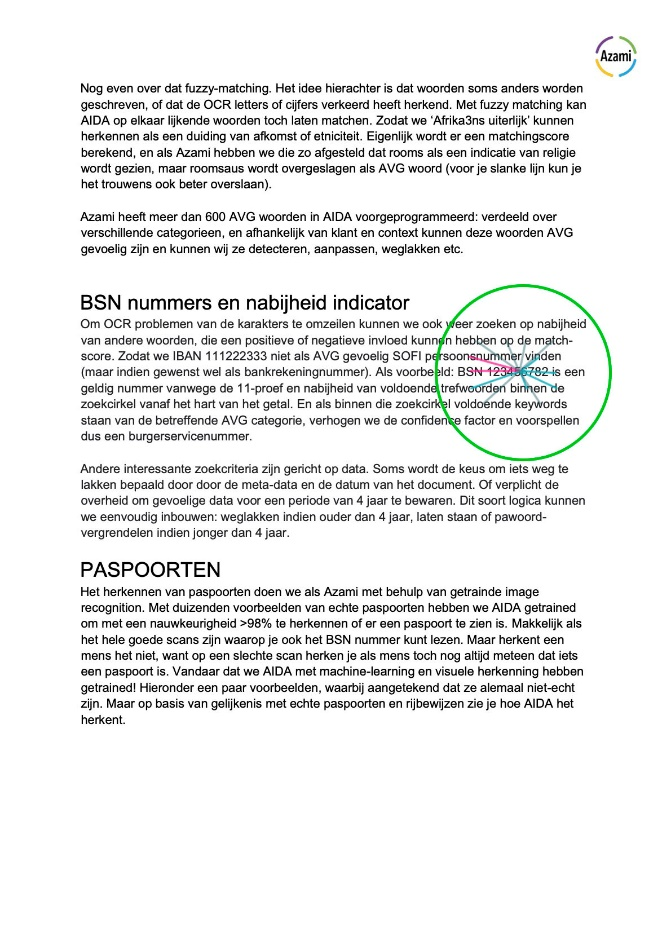 Azami
Nog even over dat fuzzy-matching. Het idee hierachter is dat woorden soms anders worden
geschreven, of dat de OCR letters of cijfers verkeerd heeft herkend. Met fuzzy matching kan
AIDA op elkaar lijkende woorden toch laten matchen. Zodat we ‘Afrika3ns uiterlijk’ kunnen
herkennen als een duiding van afkomst of etniciteit. Eigenlijk wordt er een matchingscore
berekend, en als Azami hebben we die zo afgesteld dat rooms als een indicatie van religie
wordt gezien, maar roomsaus wordt overgeslagen als AVG woord (voor je slanke lijn kun je
het trouwens ook beter overslaan).
Azami heeft meer dan 600 AVG woorden in AIDA voorgeprogrammeerd: verdeeld over
verschillende categorieen, en afhankelijk van klant en context kunnen deze woorden AVG
gevoelig zijn en kunnen wij ze detecteren, aanpassen, weglakken etc.
BSN nummers en nabijheid indicator
Om OCR problemen van de karakters te omzeilen kunnen we ook weer zoeken op nabijheid
van andere woorden, die een positieve of negatieve invloed kunnen hebben op de match-
score. Zodat we IBAN 111222333 niet als AVG gevoelig SOFI persoonsnummer vinden
(maar indien gewenst wel als bankrekeningnummer). Als voorbeeld: BSN 123456782 is een
geldig nummer vanwege de 11-proef en nabijheid van voldoende trefwoorden binnen de
zoekcirkel vanaf het hart van het getal. En als binnen die zoekcirkel voldoende keywords
staan van de betreffende AVG categorie, verhogen we de confidence factor en voorspellen
dus een burgerservicenummer.
Andere interessante zoekcriteria zijn gericht op data. Soms wordt de keus om iets weg te
lakken bepaald door door de meta-data en de datum van het document. Of verplicht de
overheid om gevoelige data voor een periode van 4 jaar te bewaren. Dit soort logica kunnen
we eenvoudig inbouwen: weglakken indien ouder dan 4 jaar, laten staan of pawoord-
vergrendelen indien jonger dan 4 jaar.
PASPOORTEN
Het herkennen van paspoorten doen we als Azami met behulp van getrainde image
recognition. Met duizenden voorbeelden van echte paspoorten hebben we AIDA getrained
om met een nauwkeurigheid >98% te herkennen of er een paspoort te zien is. Makkelijk als
het hele goede scans zijn waarop je ook het BSN nummer kunt lezen. Maar herkent een
mens het niet, want op een slechte scan herken je als mens toch nog altijd meteen dat iets
een paspoort is. Vandaar dat we AIDA met machine-learning en visuele herkenning hebben
getrained! Hieronder een paar voorbeelden, waarbij aangetekend dat ze alemaal niet-echt
zijn. Maar op basis van gelijkenis met echte paspoorten en rijbewijzen zie je hoe AIDA het
herkent.